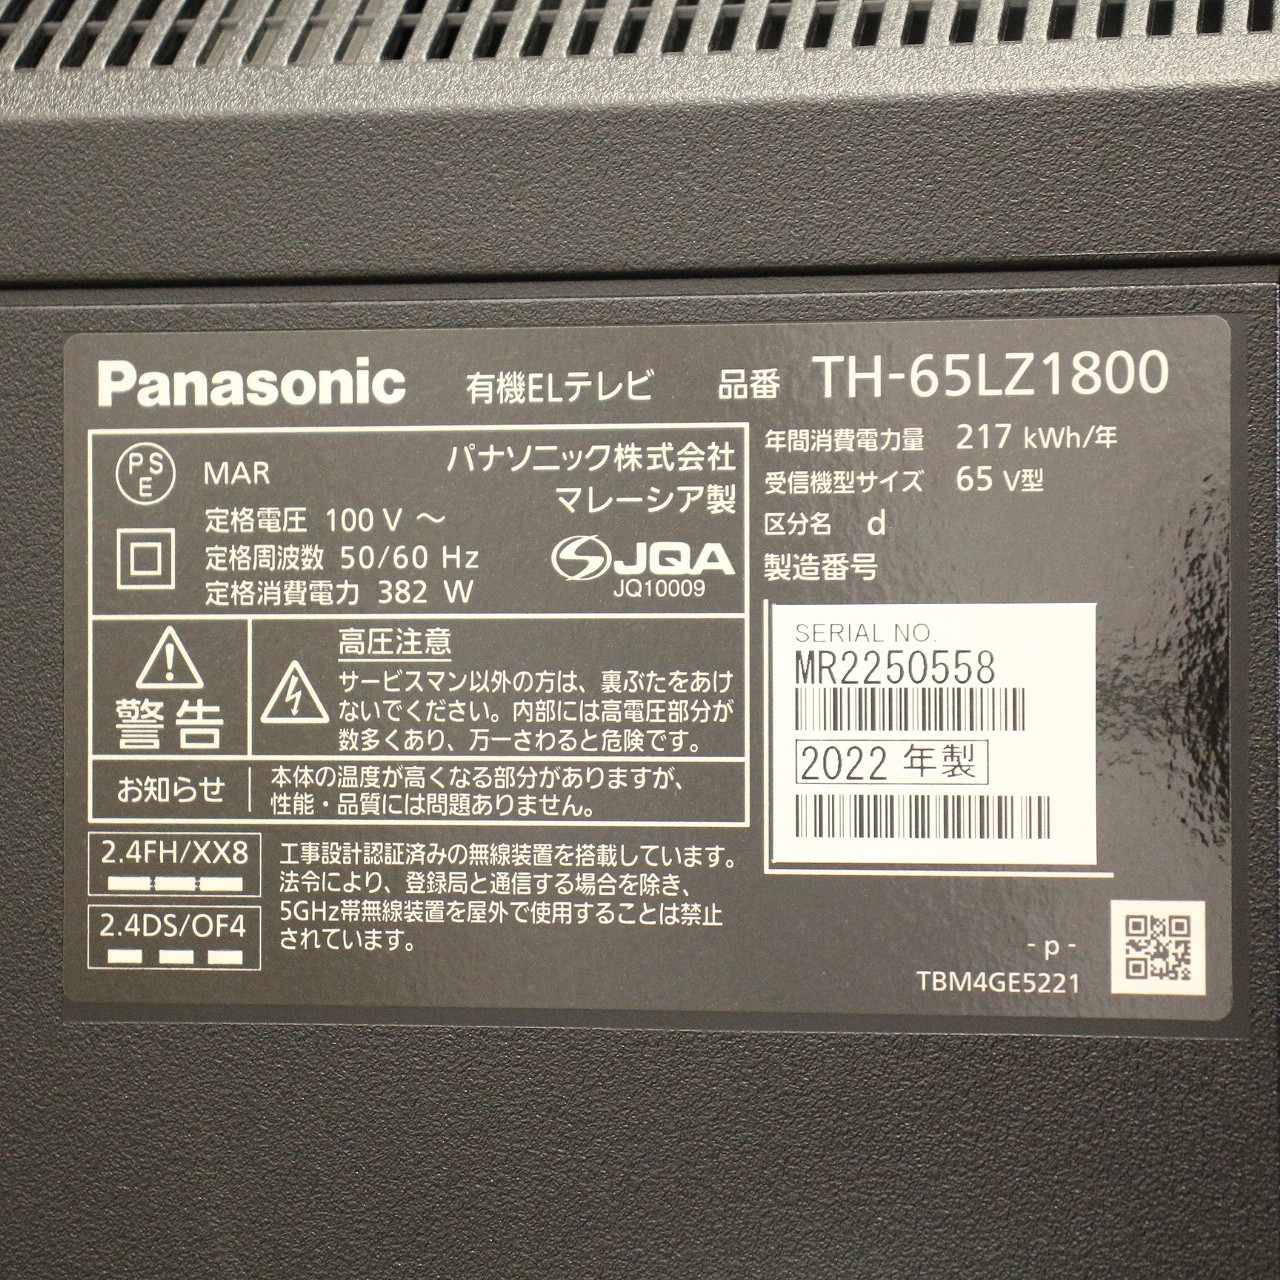 Panasonic 有機ELテレビ 品番 TH-65LZ1800
PS
E
MAR
パナソニック株式会社
マレーシア製
定格電圧 100 V ～
定格周波数 50/60 Hz
定格消費電力 382 W
JQA
JQ10009
年間消費電力量 217 kWh/年
受信機型サイズ 65 V型
区分名 d
製造番号
SERIAL NO.
MR2250558
2022 年製
警告
高圧注意
サービスマン以外の方は、裏ぶたをあけ
ないでください。内部には高電圧部分が
数多くあり、万一さわると危険です。
お知らせ
本体の温度が高くなる部分がありますが、
性能・品質には問題ありません。
2.4FH/XX8
2.4DS/OF4
工事設計認証済みの無線装置を搭載しています。
法令により、登録局と通信する場合を除き、
5GHz帯無線装置を屋外で使用することは禁止
されています。
- p -
TBM4GE5221